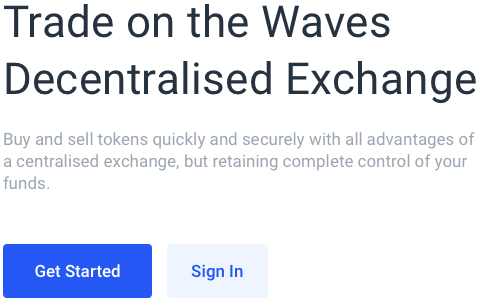 Trade on the Waves
Decentralised Exchange
Buy and sell tokens quickly and securely with all advantages of
a centralised exchange, but retaining complete control of your
funds.
Get Started
Sign In